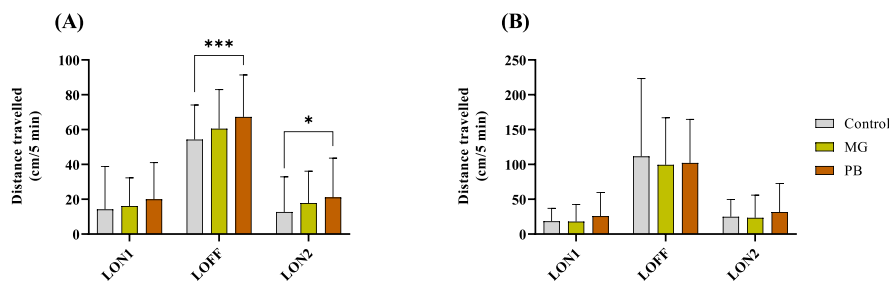 (A)
Distance travelled
(cm/5 min)
100
80
60
40
20
0
***
*
LON1
LOFF
LON2
(B)
Distance travelled
(cm/5 min)
250
200
150
100
50
0
LON1
LOFF
LON2
Control
MG
PB